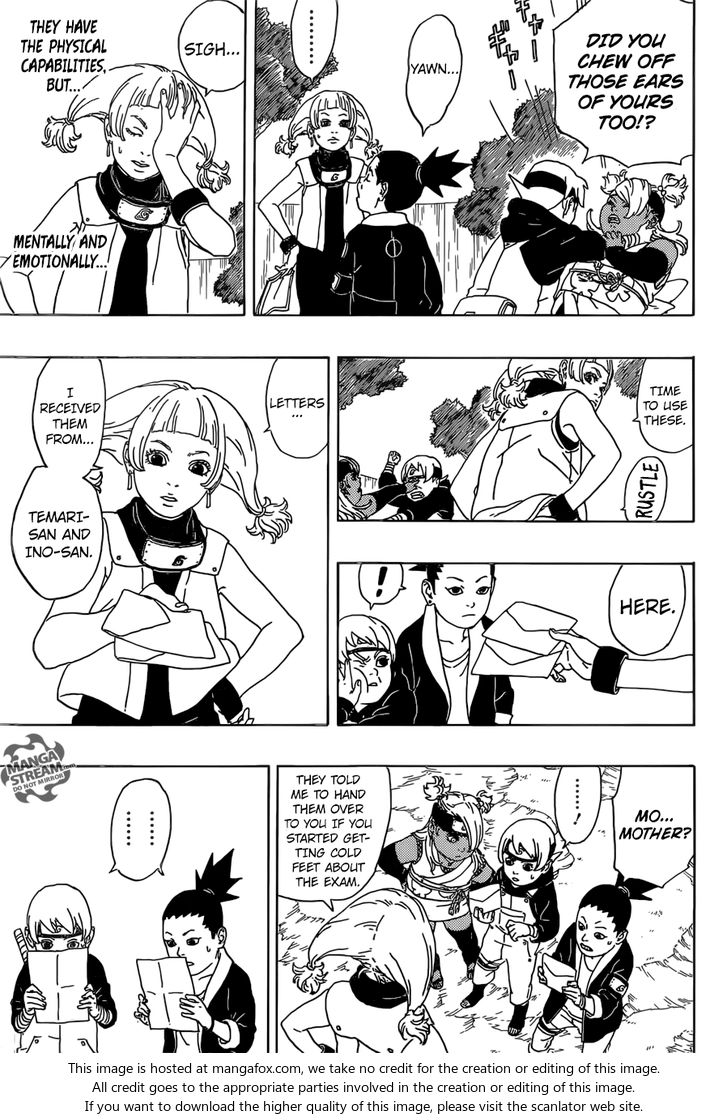 DID YOU
CHEW OFF
THOSE EARS
OF YOURS
TOO!?
YAWN...
......
SIGH...
THEY HAVE
THE PHYSICAL
CAPABILITIES,
BUT...
MENTALLY AND
EMOTIONALLY...
TIME
TO USE
THESE.
RUSTLE
HERE.
!
LETTERS
...
I
RECEIVED
THEM
FROM...
TEMARI-
SAN AND
INO-SAN.
MO...
MOTHER?
.....!
THEY TOLD
ME TO HAND
THEM OVER
TO YOU IF YOU
STARTED GET-
TING COLD
FEET ABOUT
THE EXAM.
......
MANGA
STREAM.com
DO NOT MIRROR
This image is hosted at mangafox.com, we take no credit for the creation or editing of this image.
All credit goes to the appropriate parties involved in the creation or editing of this image.
If you want to download the higher quality of this image, please visit the scanlator web site.